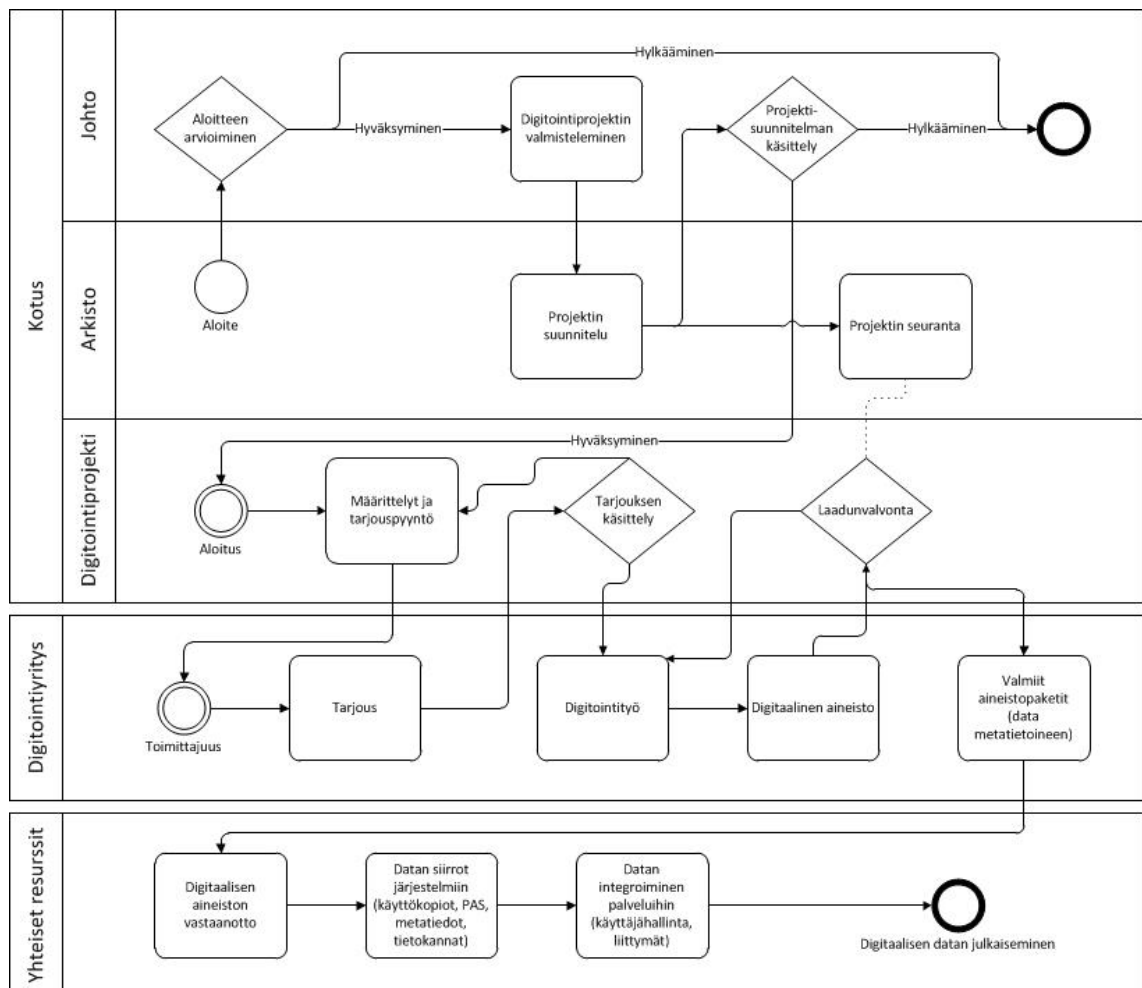 Kotus
Johto
Hylkääminen
Aloitteen
arvioiminen
Hyväksyminen
Digitointiprojektin
valmisteleminen
Projekti-
suunnitelman
käsittely
Hylkääminen
Arkisto
Aloite
Projektin
suunnitelu
Projektin seuranta
Digitointiprojekti
Hyväksyminen
Aloitus
Määrittelyt ja
tarjouspyyntö
Tarjouksen
käsittely
Laadunvalvonta
Digitointiyritys
Toimittajuus
Tarjous
Digitointityö
Digitaalinen aineisto
Valmiit
aineistopaketit
(data
metatietoineen)
Yhteiset resurssit
Digitaalisen
aineiston
vastaanotto
Datan siirrot
järjestelmiin
(käyttökopiot, PAS,
metatiedot,
tietokannat)
Datan
integroiminen
palveluihin
(käyttäjähallinta,
liittymät)
Digitaalisen datan julkaiseminen